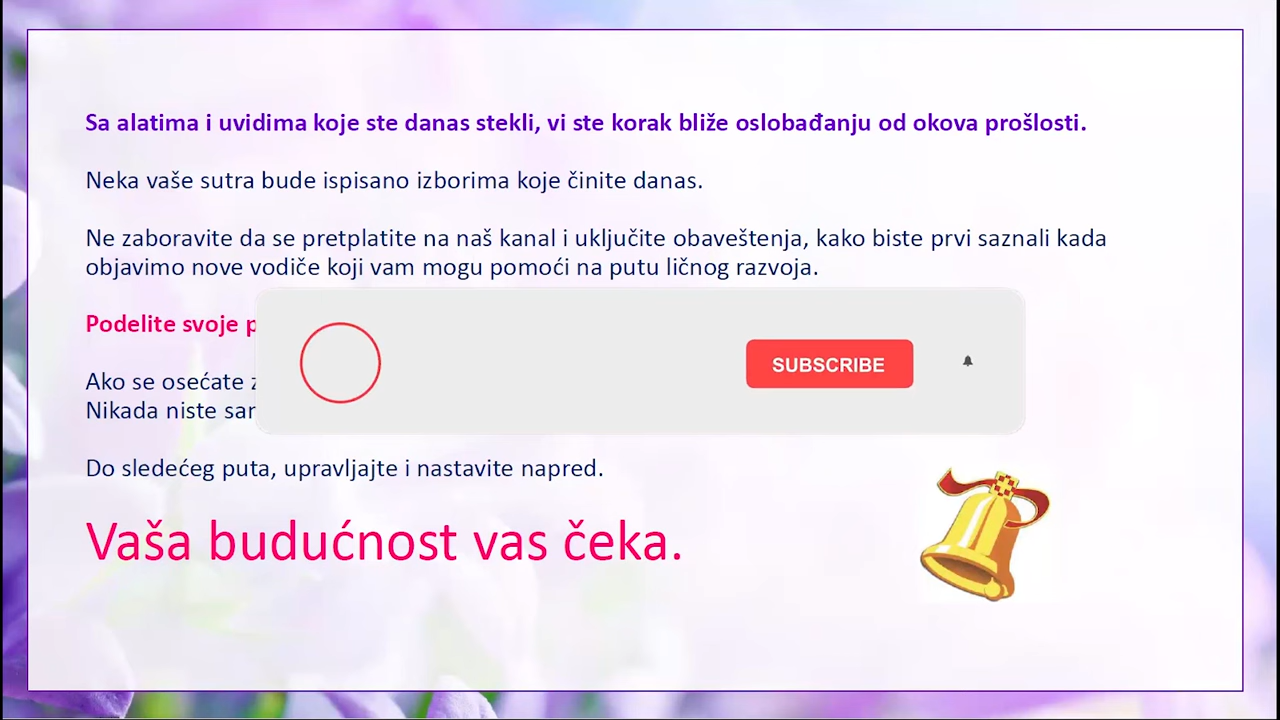 Sa alatima i uvidima koje ste danas stekli, vi ste korak bliže oslobađanju od okova prošlosti.
Neka vaše sutra bude ispisano izborima koje činite danas.
Ne zaboravite da se pretplatite na naš kanal i uključite obaveštenja, kako biste prvi saznali kada
objavimo nove vodiče koji vam mogu pomoći na putu ličnog razvoja.
Podelite svoje
SUBSCRIBE
Ako se osećate
Nikada niste
Do sledećeg puta, upravljajte i nastavite napred.
Vaša budućnost vas čeka.